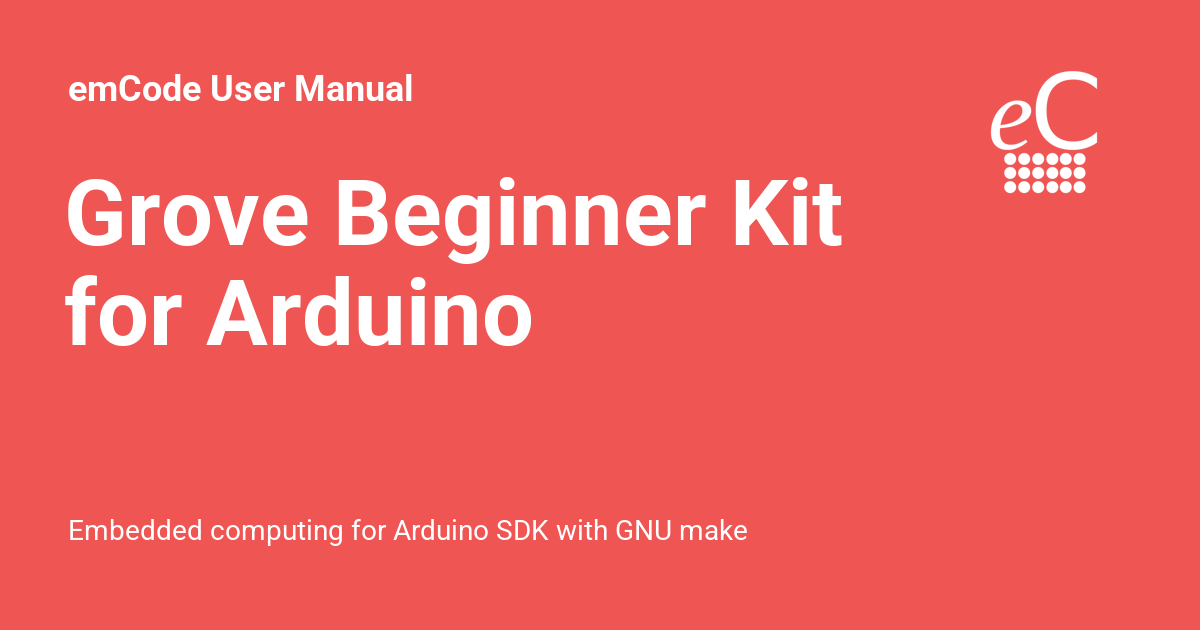 emCode User Manual
eC
Grove Beginner Kit
for Arduino
Embedded computing for Arduino SDK with GNU make